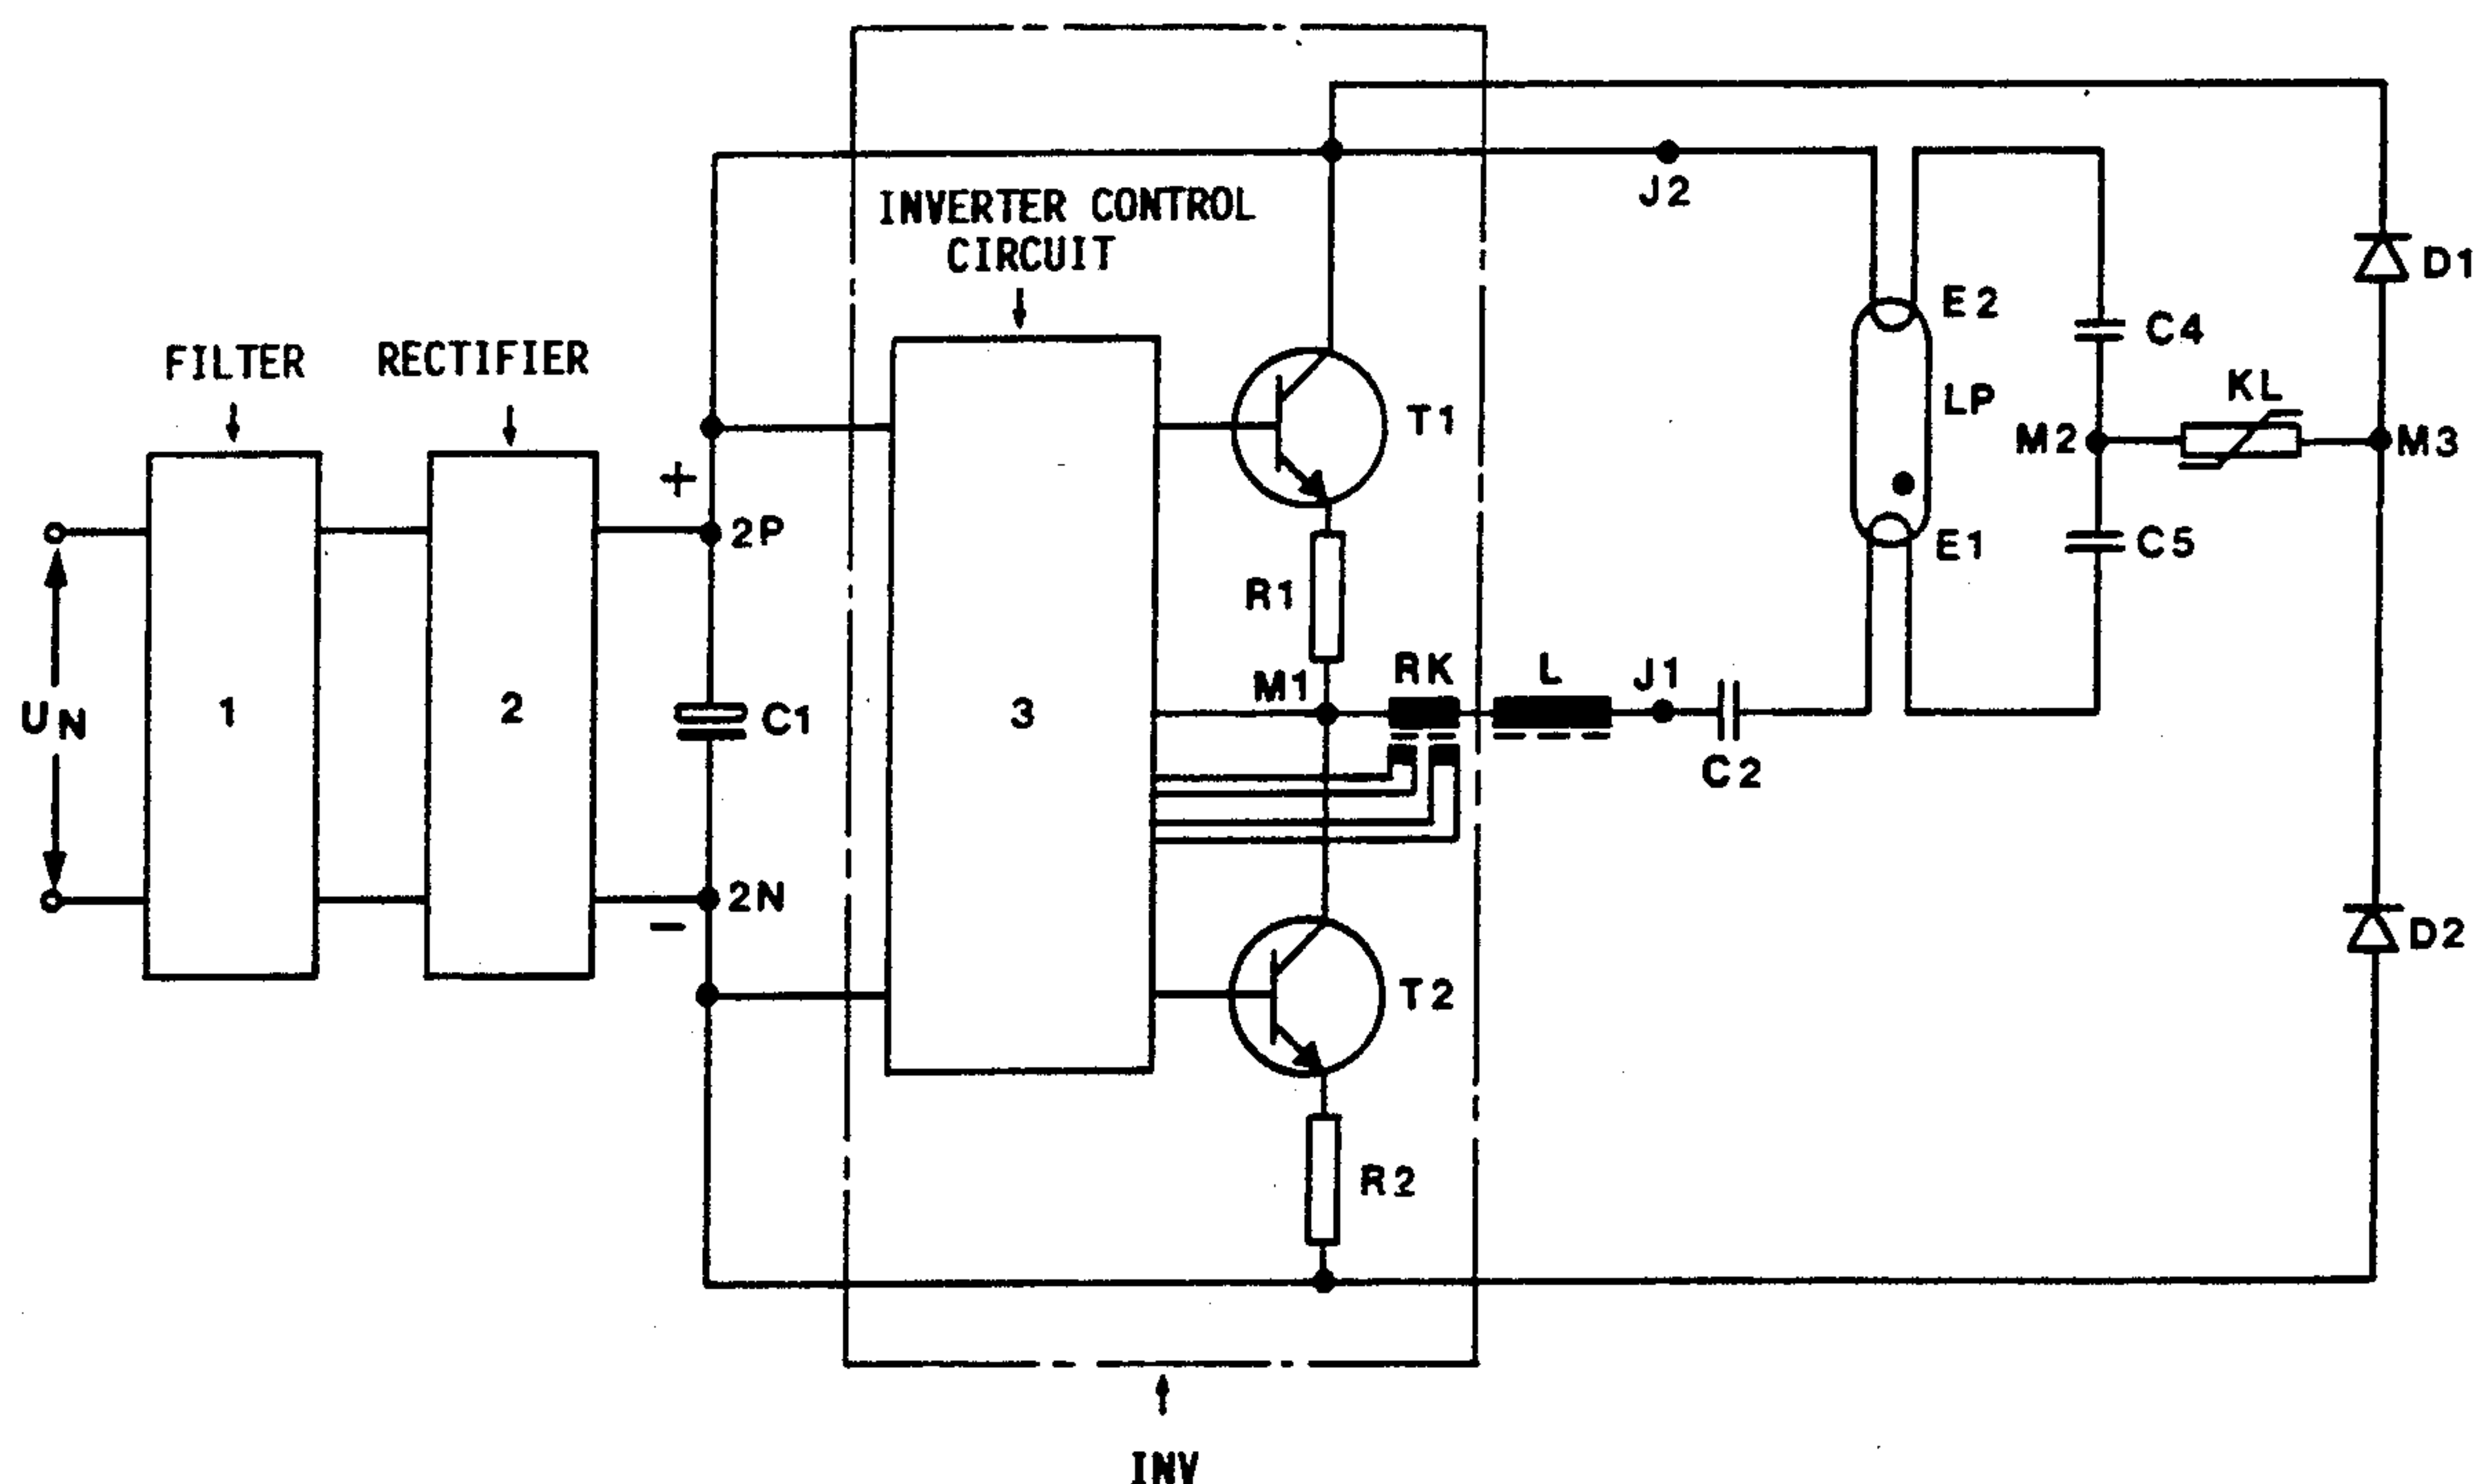 INVERTER CONTROL
CIRCUIT
J2
D1
E2
C4
FILTER
RECTIFIER
T1
LP
KL
M2
M3
+
2P
E1
C5
R1
UN
1
2
C1
3
M1
RK
L
J1
C2
2N
−
T2
D2
R2
INV